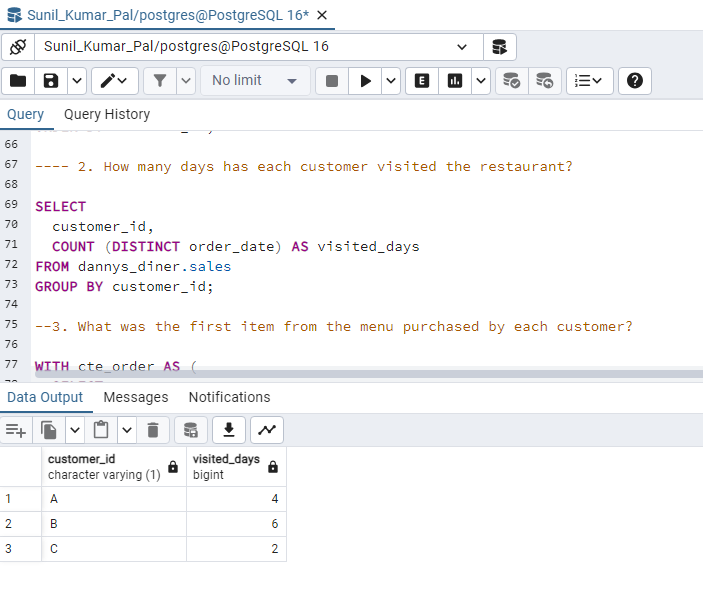 Sunil_Kumar_Pal/postgres@PostgreSQL 16*
Sunil_Kumar_Pal/postgres@PostgreSQL 16
No limit
E
Query Query History
66
67 ---- 2. How many days has each customer visited the restaurant?
68
69 SELECT
70 customer_id,
71 COUNT (DISTINCT order_date) AS visited_days
72 FROM dannys_diner.sales
73 GROUP BY customer_id;
74
75 --3. What was the first item from the menu purchased by each customer?
76
77 WITH cte_order AS (
Data Output Messages Notifications
customer_id visited_days
character varying (1) bigint
1 A 4
2 B 6
3 C 2